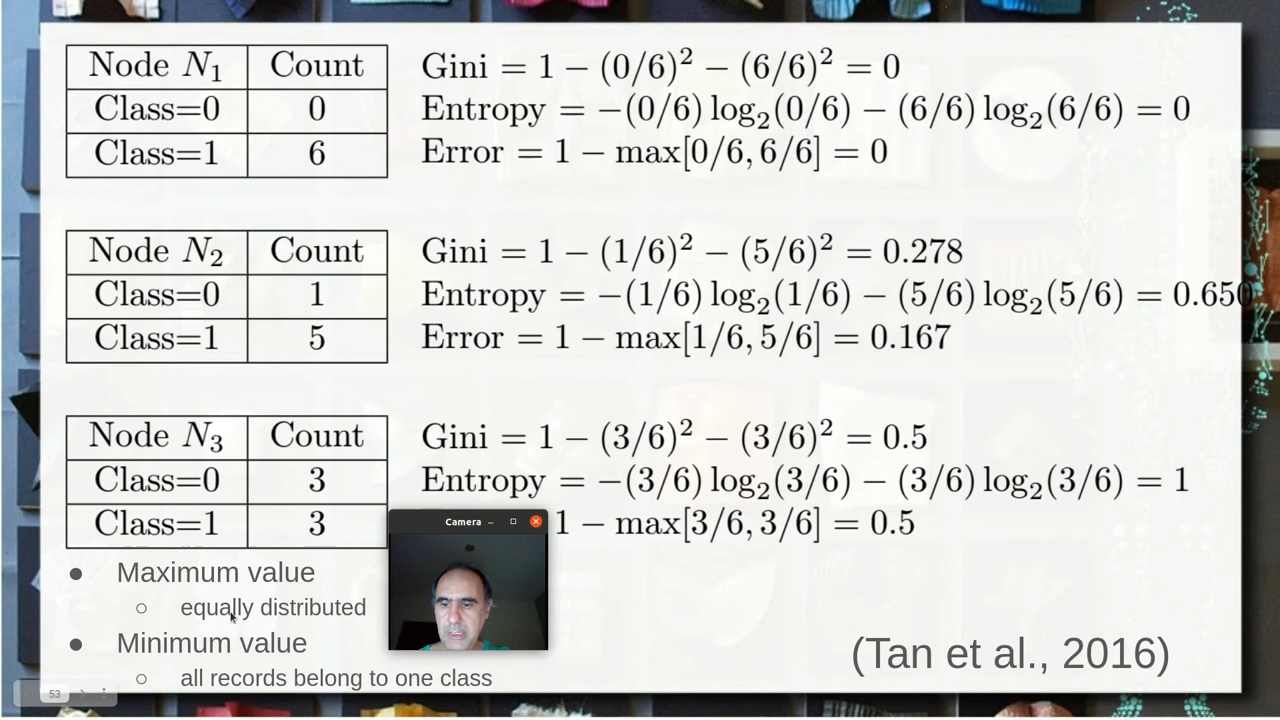 Node N₁ Count
Class=0 0
Class=1 6
Gini = 1 − (0/6)² − (6/6)² = 0
Entropy = −(0/6) log₂(0/6) − (6/6) log₂(6/6) = 0
Error = 1 − max[0/6, 6/6] = 0
Node N₂ Count
Class=0 1
Class=1 5
Gini = 1 − (1/6)² − (5/6)² = 0.278
Entropy = −(1/6) log₂(1/6) − (5/6) log₂(5/6) = 0.650
Error = 1 − max[1/6, 5/6] = 0.167
Node N₃ Count
Class=0 3
Class=1 3
Gini = 1 − (3/6)² − (3/6)² = 0.5
Entropy = −(3/6) log₂(3/6) − (3/6) log₂(3/6) = 1
1 − max[3/6, 3/6] = 0.5
Camera
● Maximum value
○ equally distributed
● Minimum value
○ all records belong to one class
(Tan et al., 2016)
53